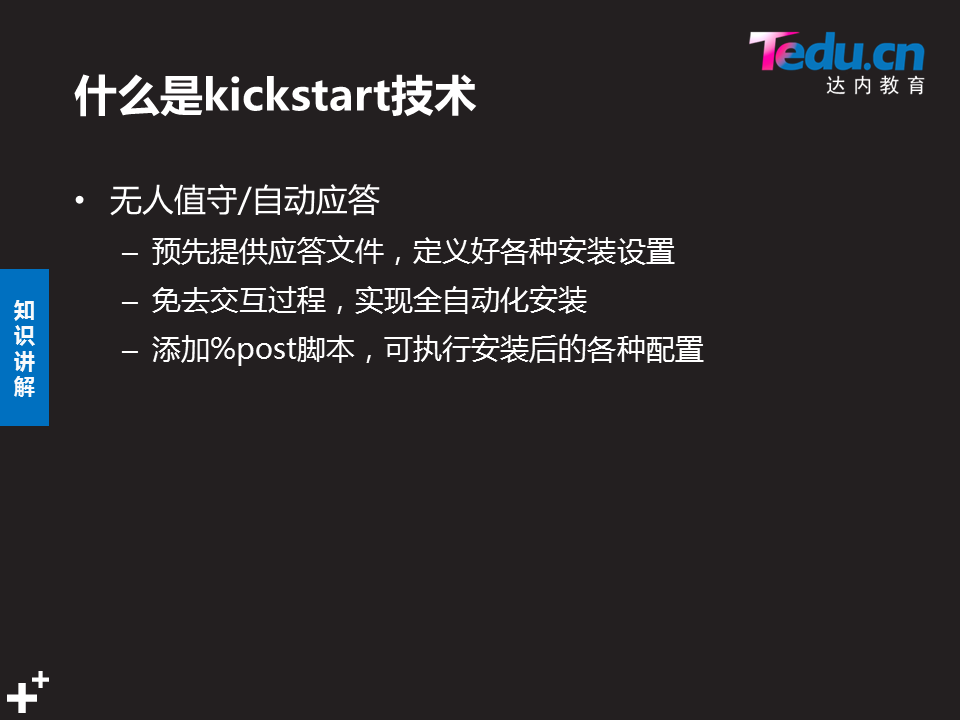 Tedu.cn
达内教育
什么是kickstart技术
• 无人值守/自动应答
– 预先提供应答文件，定义好各种安装设置
– 免去交互过程，实现全自动化安装
– 添加%post脚本，可执行安装后的各种配置
知
识
讲
解